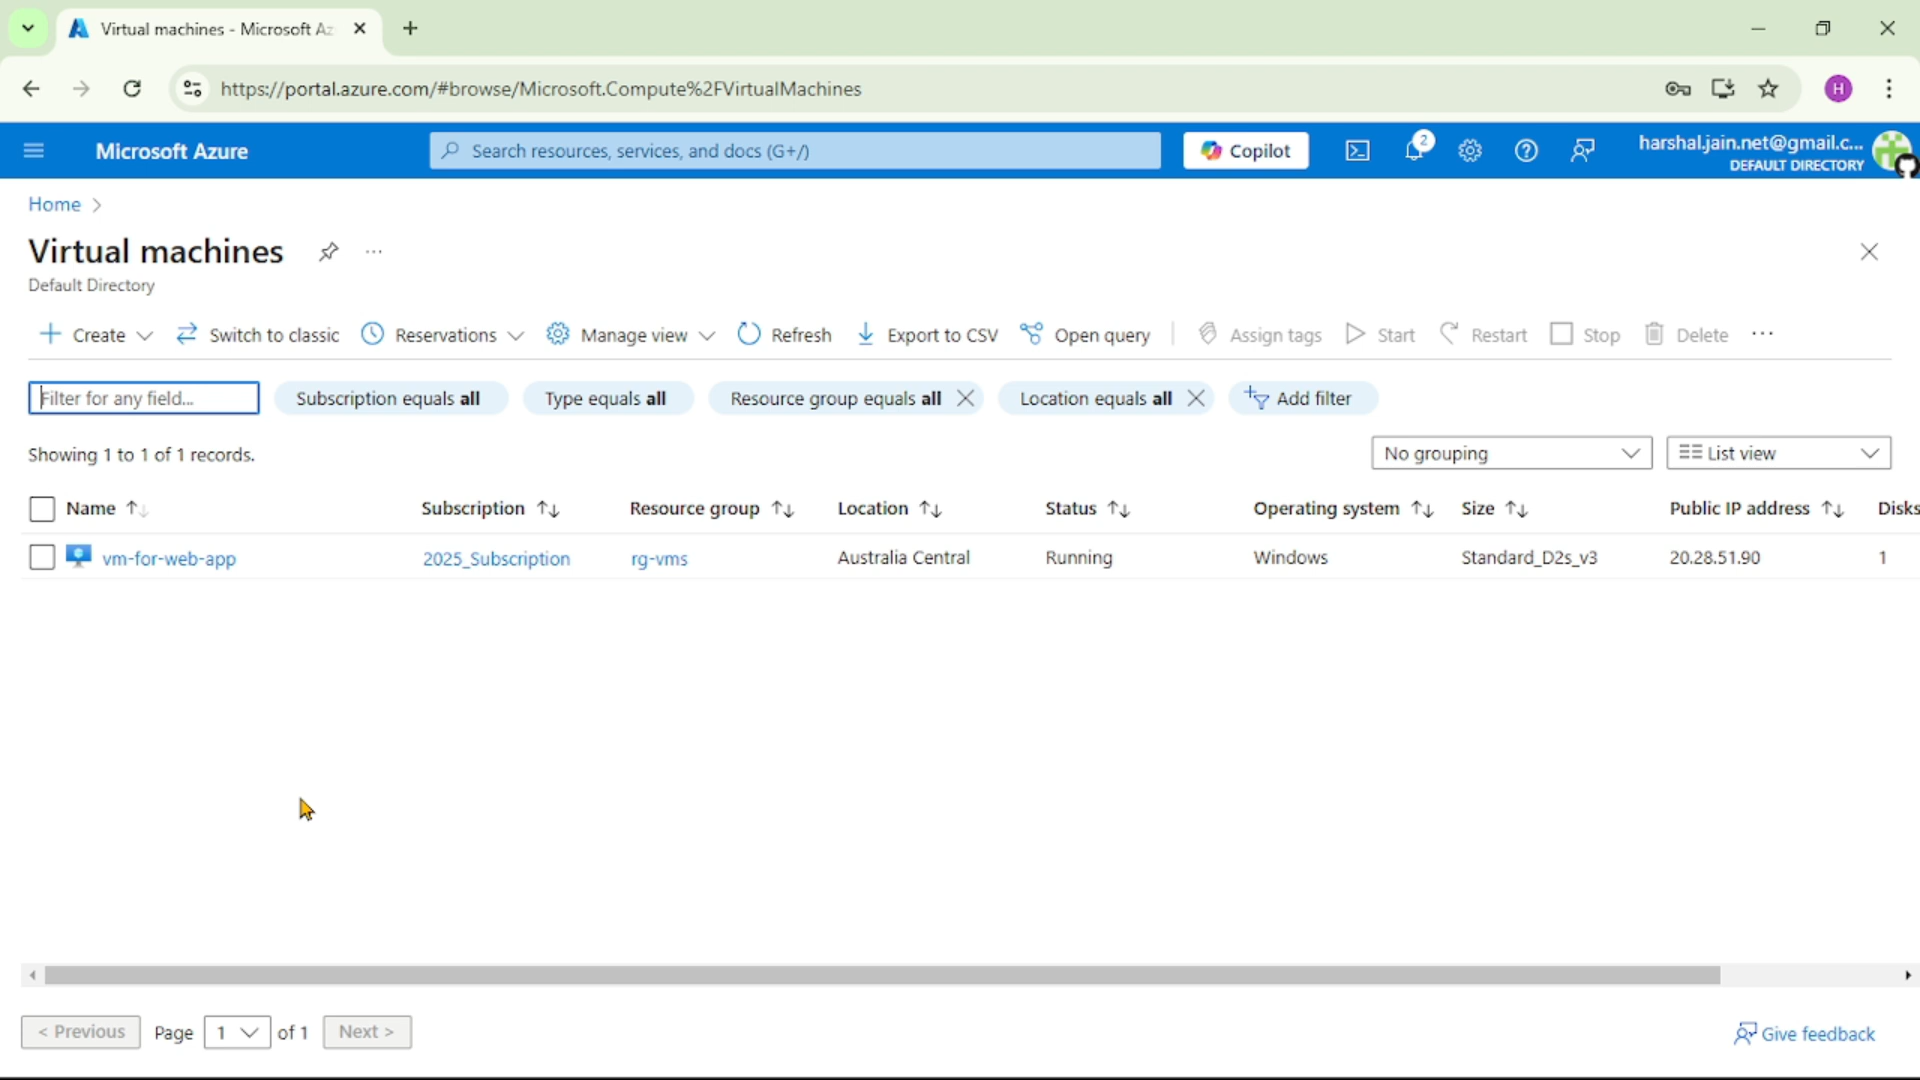 Virtual machines - Microsoft Az
https://portal.azure.com/#browse/Microsoft.Compute%2FVirtualMachines
H
Microsoft Azure
Search resources, services, and docs (G+/)
Copilot
2
harshal.jain.net@gmail.c...
DEFAULT DIRECTORY
Home
Virtual machines
...
Default Directory
Create
Switch to classic
Reservations
Manage view
Refresh
Export to CSV
Open query
Assign tags
Start
Restart
Stop
Delete
...
Filter for any field...
Subscription equals all
Type equals all
Resource group equals all
Location equals all
Add filter
Showing 1 to 1 of 1 records.
No grouping
List view
Name Subscription Resource group Location Status Operating system Size Public IP address Disks
vm-for-web-app 2025_Subscription rg-vms Australia Central Running Windows Standard_D2s_v3 20.28.51.90 1
< Previous Page 1 of 1 Next >
Give feedback